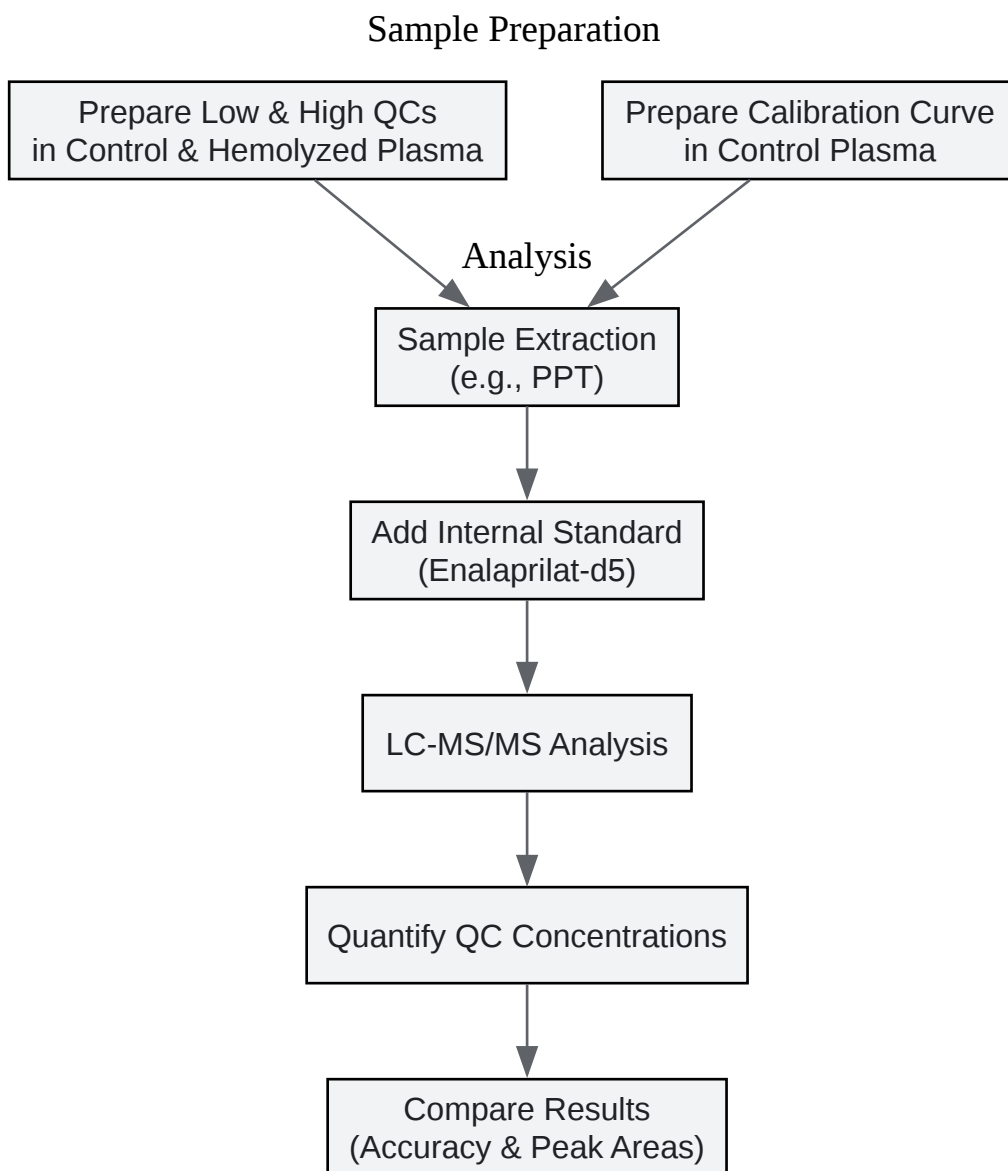 Sample Preparation
Prepare Low & High QCs
in Control & Hemolyzed Plasma
Prepare Calibration Curve
in Control Plasma
Analysis
Sample Extraction
(e.g., PPT)
Add Internal Standard
(Enalaprilat-d5)
LC-MS/MS Analysis
Quantify QC Concentrations
Compare Results
(Accuracy & Peak Areas)